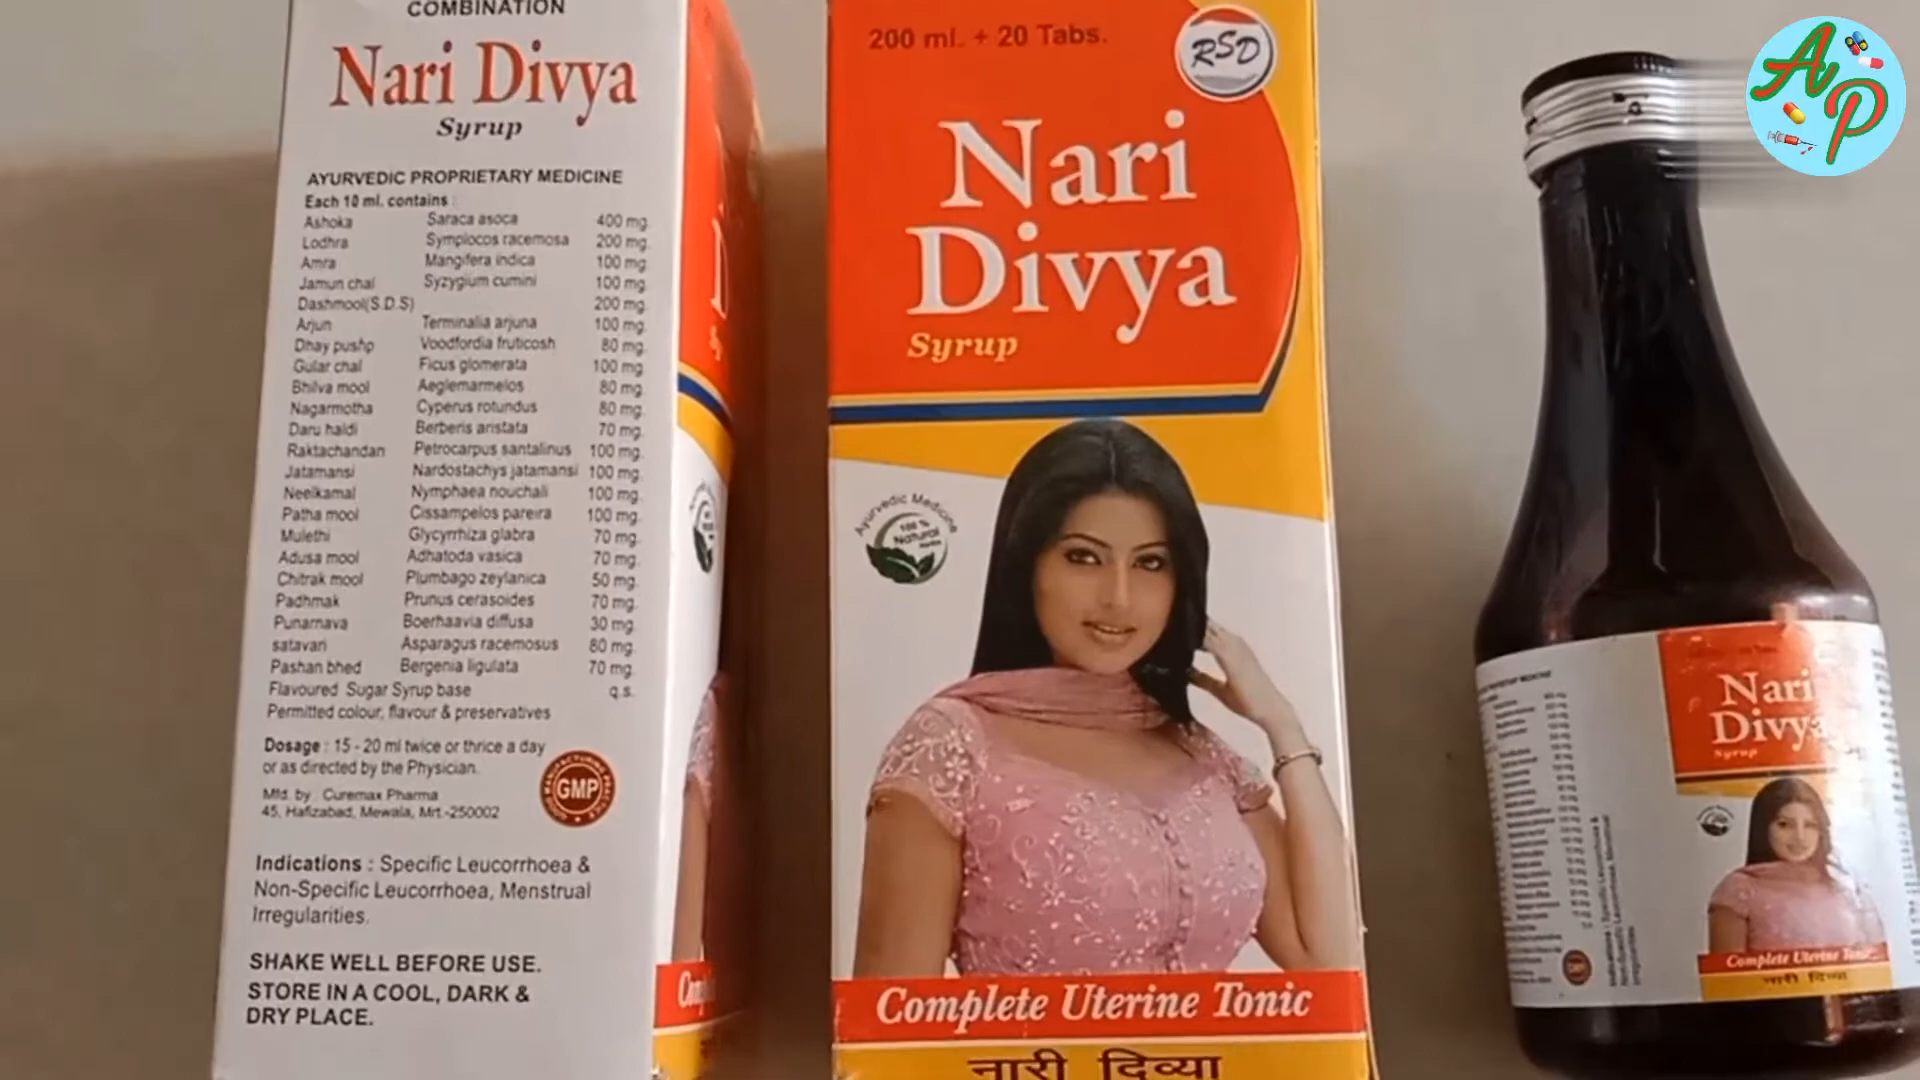 COMBINATION
Nari Divya
Syrup
AYURVEDIC PROPRIETARY MEDICINE
Each 10 ml. contains :
Ashoka Saraca asoca 400 mg.
Lodhra Symplocos racemosa 200 mg.
Amra Mangifera indica 100 mg.
Jamun chal Syzygium cumini 100 mg.
Dashmool(S.D.S) 200 mg.
Arjun Terminalia arjuna 100 mg.
Dhay pushp Voodfordia fruticosh 80 mg.
Gular chal Ficus glomerata 100 mg.
Bhilva mool Aeglemarmelos 80 mg.
Nagarmotha Cyperus rotundus 80 mg.
Daru haldi Berberis aristata 70 mg.
Raktachandan Petrocarpus santalinus 100 mg.
Jatamansi Nardostachys jatamansi 100 mg.
Neelkamal Nymphaea nouchali 100 mg.
Patha mool Cissampelos pareira 100 mg.
Mulethi Glycyrrhiza glabra 70 mg.
Adusa mool Adhatoda vasica 70 mg.
Chitrak mool Plumbago zeylanica 50 mg.
Padhmak Prunus cerasoides 70 mg.
Punarnava Boerhaavia diffusa 30 mg.
satavari Asparagus racemosus 80 mg.
Pashan bhed Bergenia ligulata 70 mg.
Flavoured Sugar Syrup base q.s.
Permitted colour, flavour & preservatives
Dosage : 15 - 20 ml twice or thrice a day
or as directed by the Physician.
Mfd. by : Curemax Pharma
45, Hafizabad, Mewala, Mrt.-250002
GMP
Indications : Specific Leucorrhoea &
Non-Specific Leucorrhoea, Menstrual
Irregularities.
SHAKE WELL BEFORE USE.
STORE IN A COOL, DARK &
DRY PLACE.
200 ml. + 20 Tabs.
RSD
Nari
Divya
Syrup
Ayurvedic Medicine
100 %
Natural
Complete Uterine Tonic
नारी दिव्या
AP
Nari
Divya
Syrup
Complete Uterine Tonic
नारी दिव्या